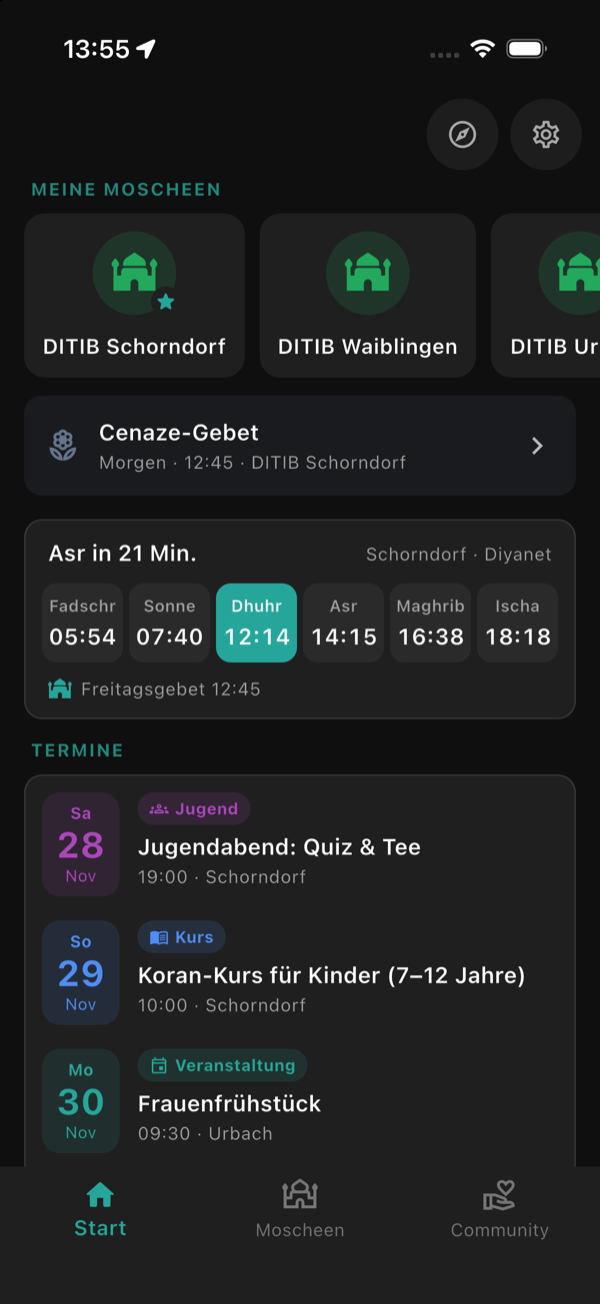 13:55
MEINE MOSCHEEN
DITIB Schorndorf
DITIB Waiblingen
DITIB Ur
Cenaze-Gebet
Morgen · 12:45 · DITIB Schorndorf
Asr in 21 Min.
Schorndorf · Diyanet
Fadschr
05:54
Sonne
07:40
Dhuhr
12:14
Asr
14:15
Maghrib
16:38
Ischa
18:18
Freitagsgebet 12:45
TERMINE
Sa
28
Nov
Jugend
Jugendabend: Quiz & Tee
19:00 · Schorndorf
So
29
Nov
Kurs
Koran-Kurs für Kinder (7–12 Jahre)
10:00 · Schorndorf
Mo
30
Nov
Veranstaltung
Frauenfrühstück
09:30 · Urbach
Start
Moscheen
Community